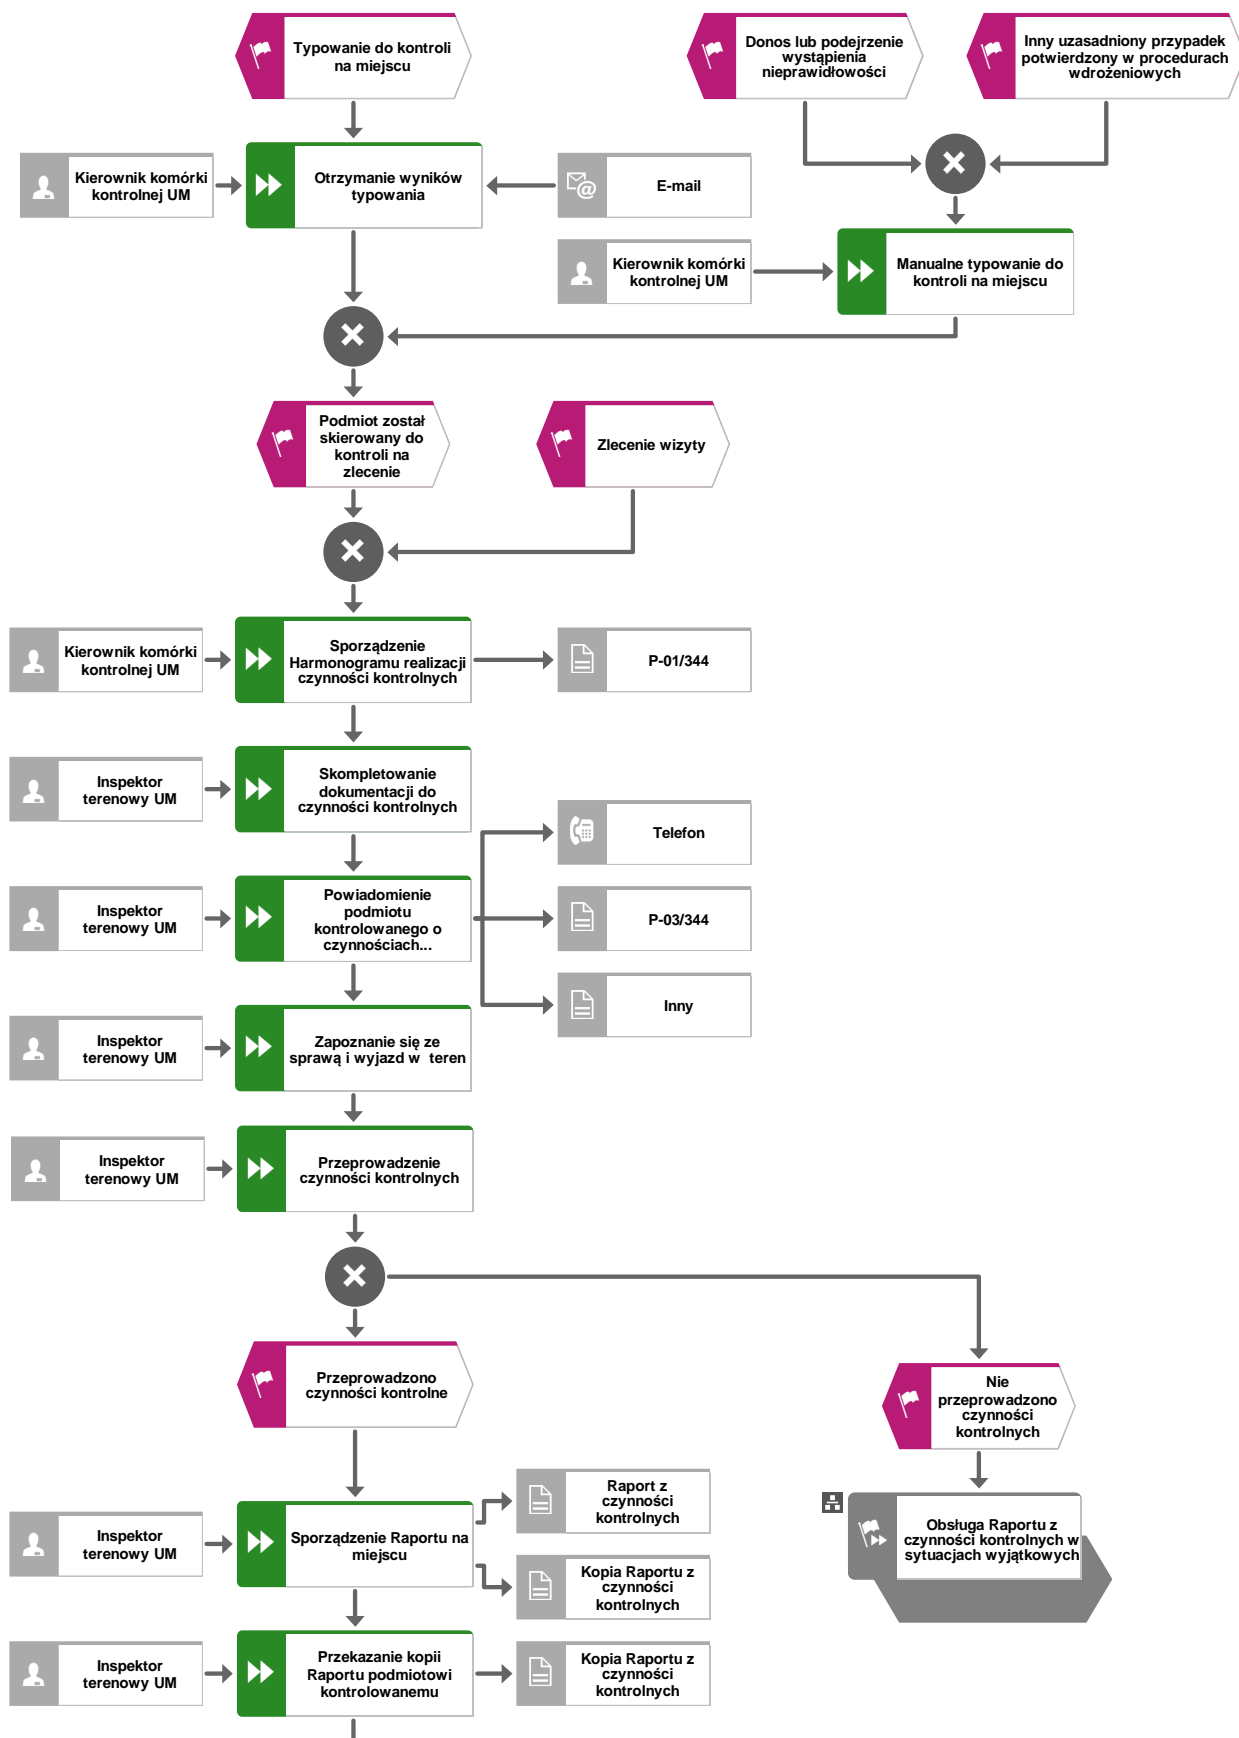 Typowanie do kontroli
na miejscu
Donos lub podejrzenie
wystąpienia
nieprawidłowości
Inny uzasadniony przypadek
potwierdzony w procedurach
wdrożeniowych
Kierownik komórki
kontrolnej UM
Otrzymanie wyników
typowania
E-mail
Kierownik komórki
kontrolnej UM
Manualne typowanie do
kontroli na miejscu
Podmiot został
skierowany do
kontroli na
zlecenie
Zlecenie wizyty
Kierownik komórki
kontrolnej UM
Sporządzenie
Harmonogramu realizacji
czynności kontrolnych
P-01/344
Inspektor
terenowy UM
Skompletowanie
dokumentacji do
czynności kontrolnych
Telefon
Inspektor
terenowy UM
Powiadomienie
podmiotu
kontrolowanego o
czynnościach...
P-03/344
Inny
Inspektor
terenowy UM
Zapoznanie się ze
sprawą i wyjazd w  teren
Inspektor
terenowy UM
Przeprowadzenie
czynności kontrolnych
Przeprowadzono
czynności kontrolne
Nie
przeprowadzono
czynności
kontrolnych
Inspektor
terenowy UM
Sporządzenie Raportu na
miejscu
Raport z
czynności
kontrolnych
Kopia Raportu z
czynności
kontrolnych
Obsługa Raportu z
czynności kontrolnych w
sytuacjach wyjątkowych
Inspektor
terenowy UM
Przekazanie kopii
Raportu podmiotowi
kontrolowanemu
Kopia Raportu z
czynności
kontrolnych